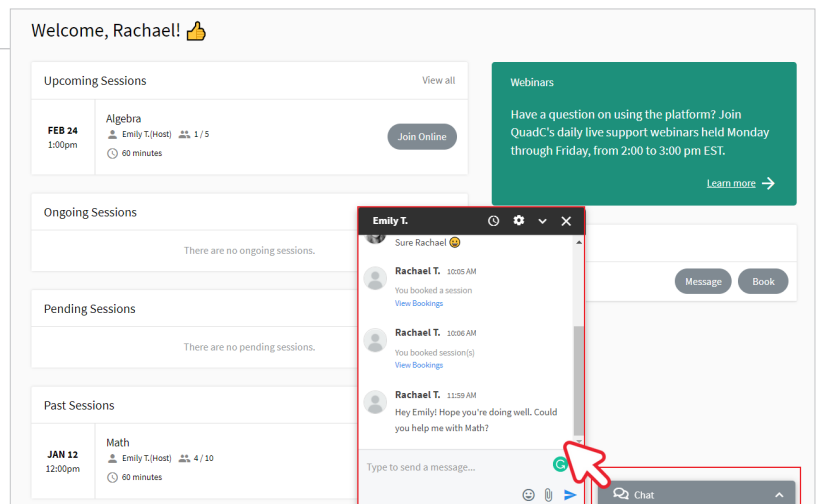 Welcome, Rachael! 👍
Upcoming Sessions
View all
FEB 24
1:00pm
Algebra
Emily T.(Host) 1 / 5
60 minutes
Join Online
Webinars
Have a question on using the platform? Join
QuadC's daily live support webinars held Monday
through Friday, from 2:00 to 3:00 pm EST.
Learn more
Ongoing Sessions
There are no ongoing sessions.
Pending Sessions
There are no pending sessions.
Past Sessions
JAN 12
12:00pm
Math
Emily T.(Host) 4 / 10
60 minutes
Emily T.
Sure Rachael 😀
Rachael T. 10:05 AM
You booked a session
View Bookings
Rachael T. 10:06 AM
You booked session(s)
View Bookings
Rachael T. 11:59 AM
Hey Emily! Hope you're doing well. Could
you help me with Math?
Type to send a message...
Message
Book
Chat